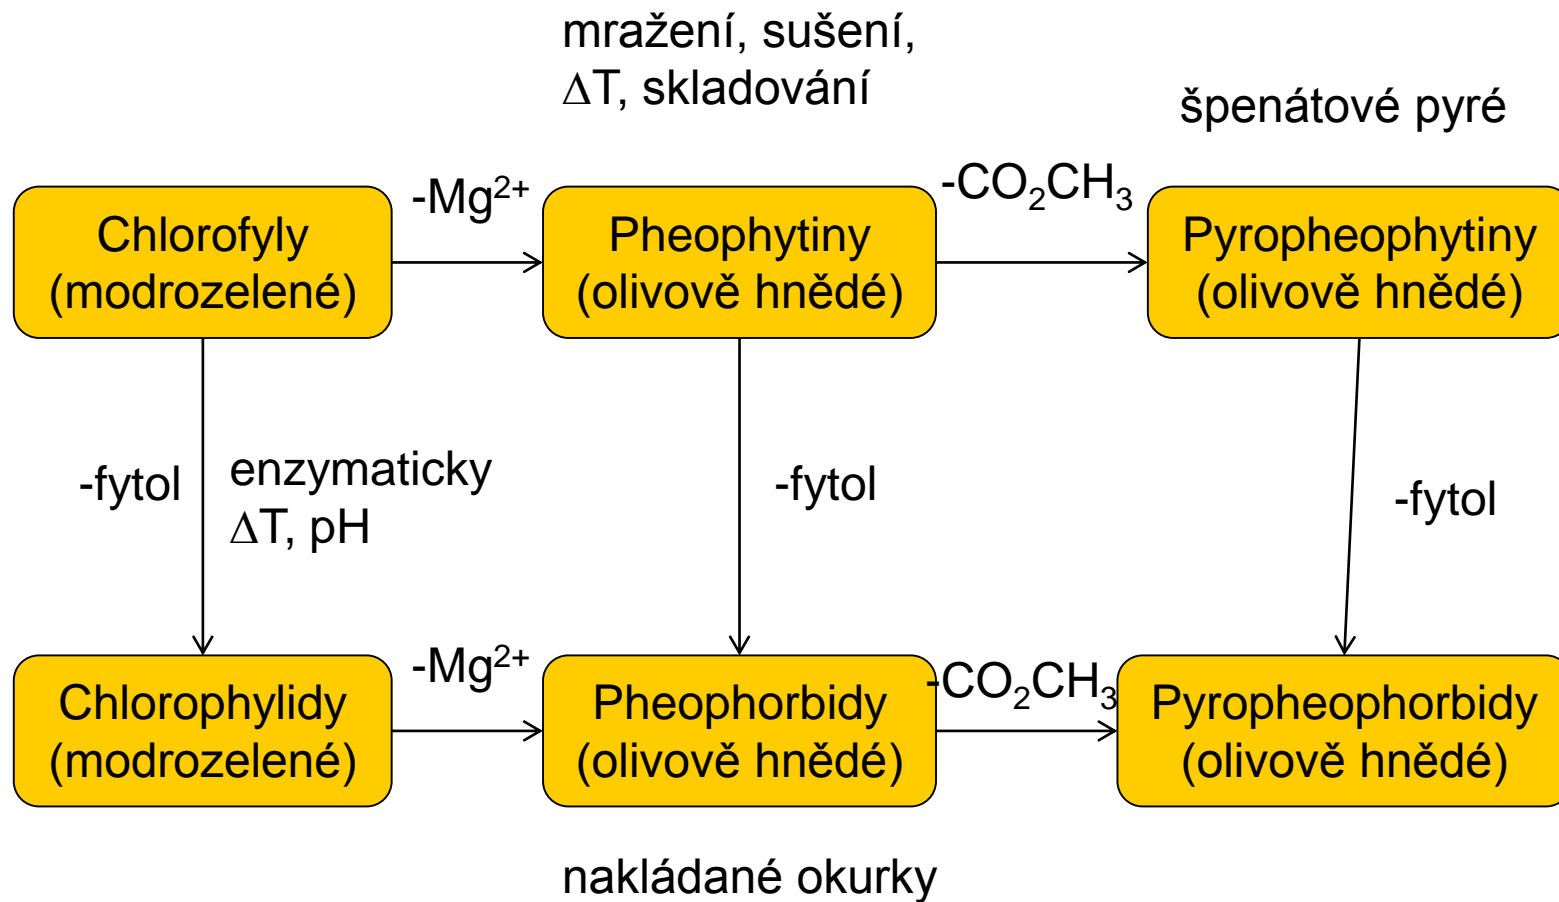 mražení, sušení,
ΔT, skladování
špenátové pyré
-Mg²⁺
-CO₂CH₃
Chlorofyly
(modrozelené)
Pheophytiny
(olivově hnědé)
Pyropheophytiny
(olivově hnědé)
-fytol
enzymaticky
ΔT, pH
-fytol
-fytol
-Mg²⁺
-CO₂CH₃
Chlorophylidy
(modrozelené)
Pheophorbidy
(olivově hnědé)
Pyropheophorbidy
(olivově hnědé)
nakládané okurky